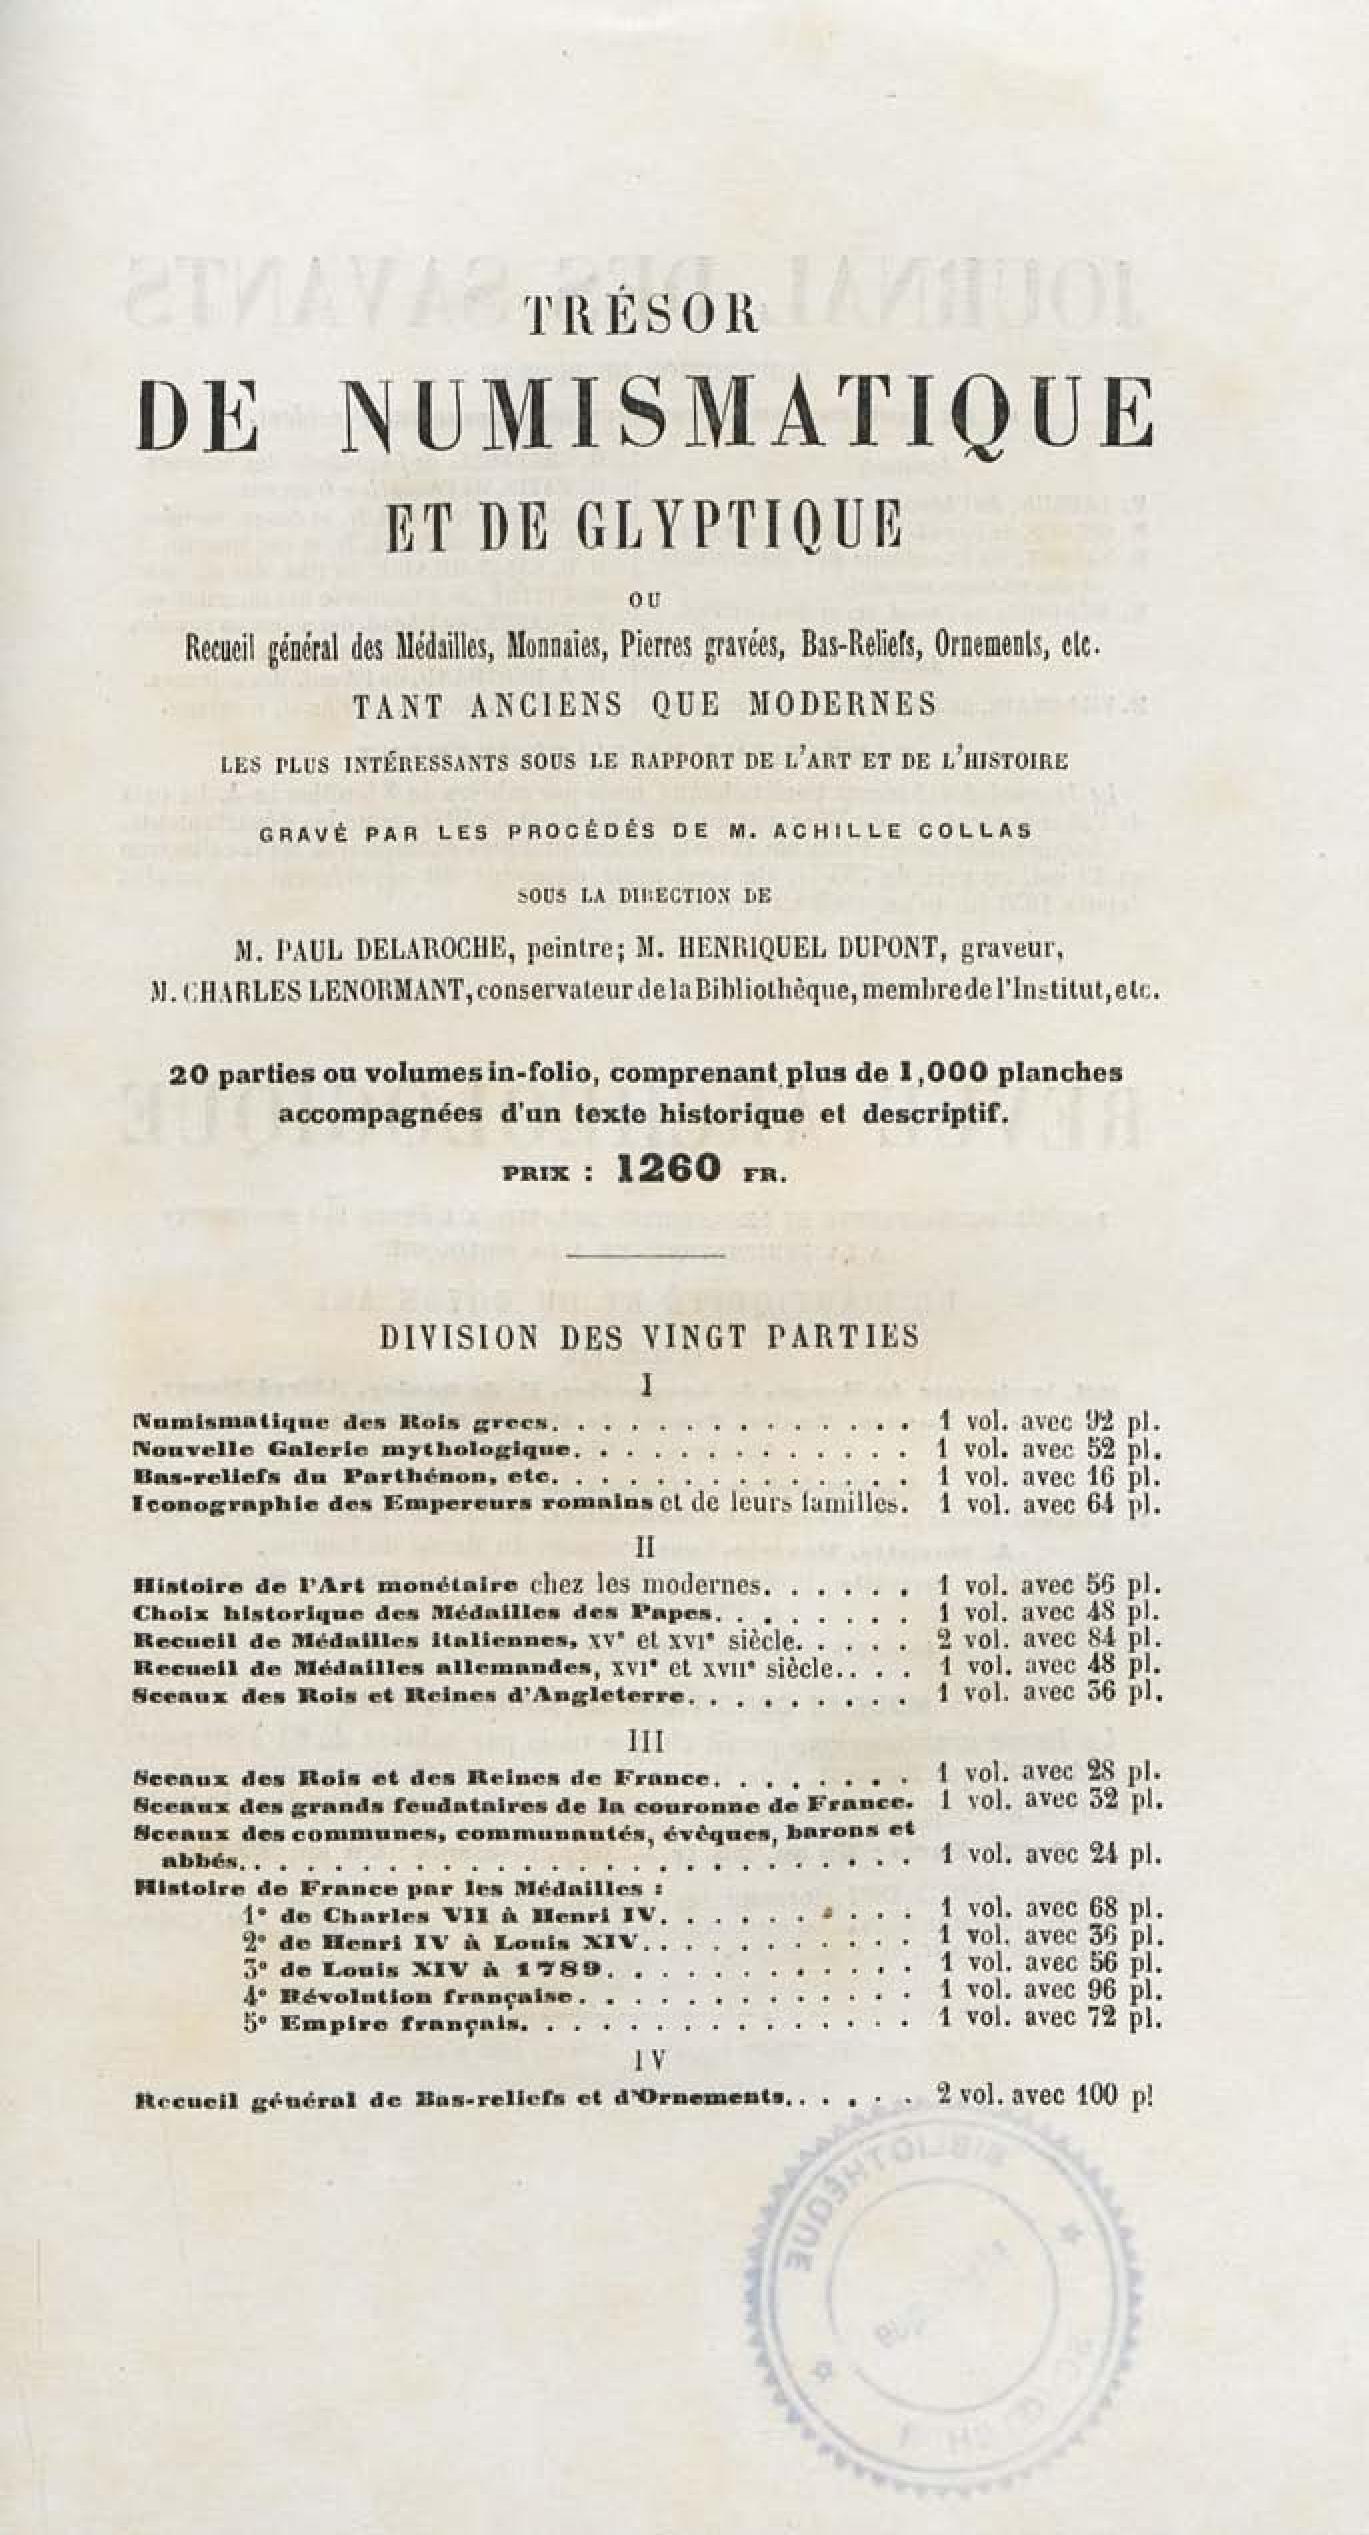 TRÉSOR
DE NUMISMATIQUE
ET DE GLYPTIQUE
OU
Recueil général des Médailles, Monnaies, Pierres gravées, Bas-Reliefs, Ornements, etc.
TANT ANCIENS QUE MODERNES
LES PLUS INTÉRESSANTS SOUS LE RAPPORT DE L'ART ET DE L'HISTOIRE
GRAVÉ PAR LES PROCÉDÉS DE M. ACHILLE COLLAS
SOUS LA DIRECTION DE
M. PAUL DELAROCHE, peintre; M. HENRIQUEL DUPONT, graveur,
M. CHARLES LENORMANT, conservateur de la Bibliothèque, membre de l'Institut, etc.
20 parties ou volumes in-folio, comprenant plus de 1,000 planches
accompagnées d'un texte historique et descriptif.
PRIX : 1260 FR.
DIVISION DES VINGT PARTIES
I
Numismatique des Rois grecs. . . . . . . . . . . . . . 1 vol. avec 92 pl.
Nouvelle Galerie mythologique. . . . . . . . . . . . . 1 vol. avec 52 pl.
Bas-reliefs du Parthénon, etc. . . . . . . . . . . . . . 1 vol. avec 16 pl.
Iconographie des Empereurs romains et de leurs familles. 1 vol. avec 64 pl.
II
Histoire de l'Art monétaire chez les modernes. . . . . . 1 vol. avec 56 pl.
Choix historique des Médailles des Papes. . . . . . . . 1 vol. avec 48 pl.
Recueil de Médailles italiennes, XVe et XVIe siècle. . . . . 2 vol. avec 84 pl.
Recueil de Médailles allemandes, XVIe et XVIIe siècle. . . . 1 vol. avec 48 pl.
Sceaux des Rois et Reines d'Angleterre. . . . . . . . . 1 vol. avec 36 pl.
III
Sceaux des Rois et des Reines de France. . . . . . . . 1 vol. avec 28 pl.
Sceaux des grands feudataires de la couronne de France. 1 vol. avec 32 pl.
Sceaux des communes, communautés, évêques, barons et
abbés. . . . . . . . . . . . . . . . . . . . . . . . . . 1 vol. avec 24 pl.
Histoire de France par les Médailles :
1° de Charles VII à Henri IV. . . . . . . . . . 1 vol. avec 68 pl.
2° de Henri IV à Louis XIV. . . . . . . . . . . 1 vol. avec 36 pl.
3° de Louis XIV à 1789. . . . . . . . . . . . 1 vol. avec 56 pl.
4° Révolution française. . . . . . . . . . . . . 1 vol. avec 96 pl.
5° Empire français. . . . . . . . . . . . . . . 1 vol. avec 72 pl.
IV
Recueil général de Bas-reliefs et d'Ornements. . . . . . 2 vol. avec 100 pl
BIBLIOTHÉQUE